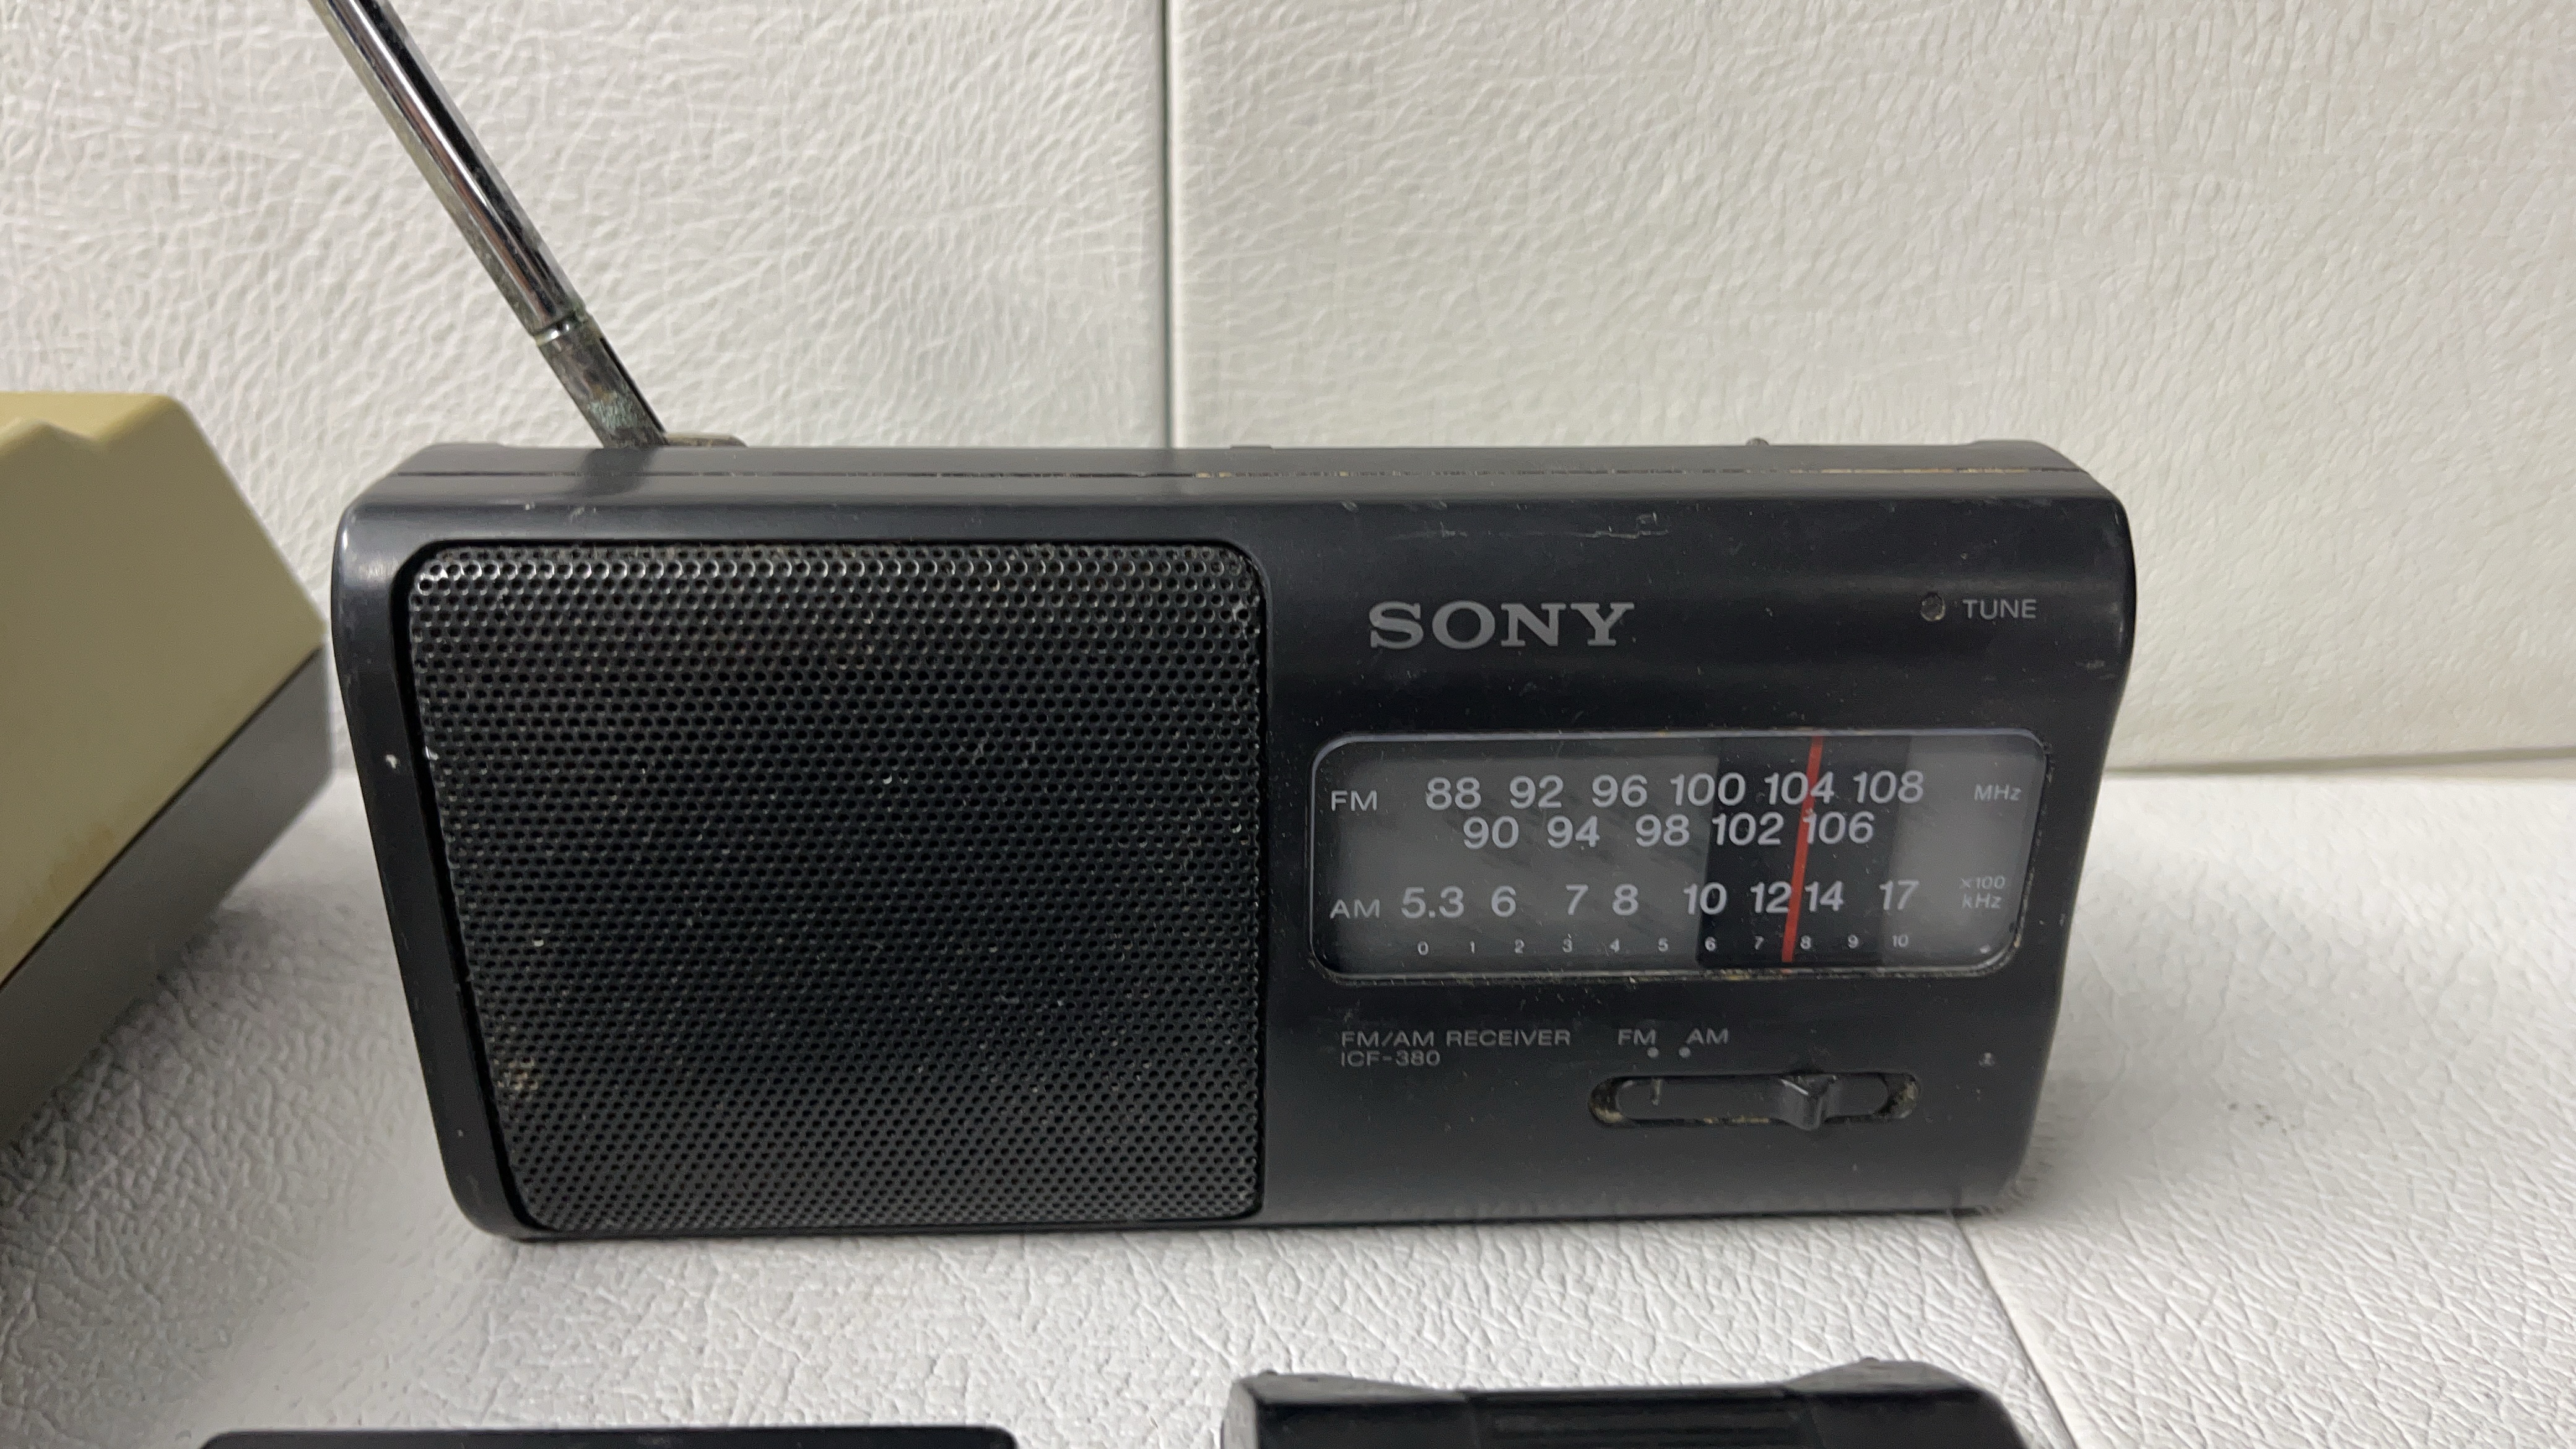 SONY
TUNE
FM 88 92 96 100 104 108 MHz
90 94 98 102 106
AM 5.3 6 7 8 10 12 14 17 x100 kHz
0 1 2 3 4 5 6 7 8 9 10
FM/AM RECEIVER FM AM
ICF-380